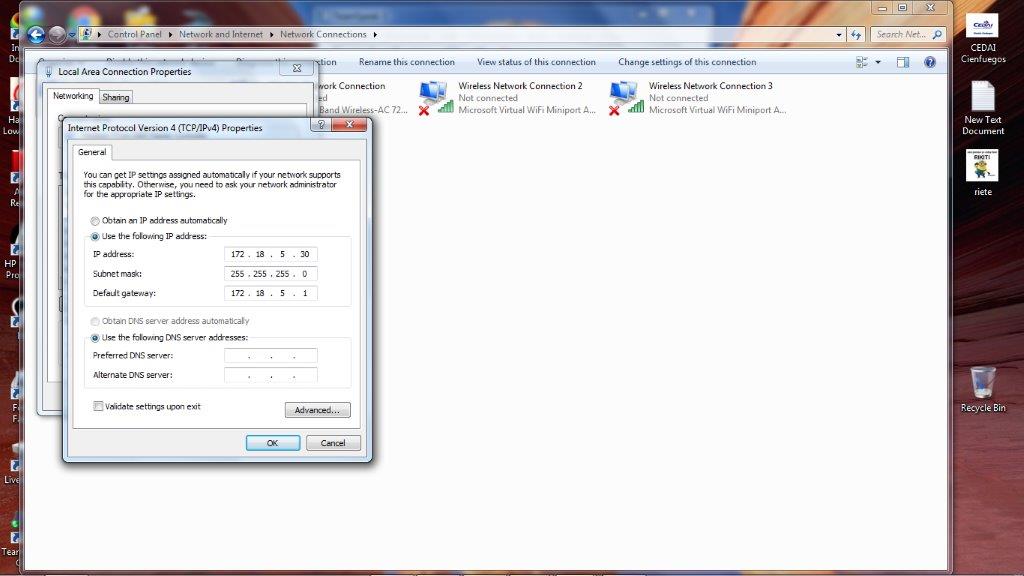 Control Panel
Network and Internet
Network Connections
Search Net...
Rename this connection
View status of this connection
Change settings of this connection
Local Area Connection Properties
Networking
Sharing
Wireless Network Connection 2
Not connected
Microsoft Virtual WiFi Miniport A...
Wireless Network Connection 3
Not connected
Microsoft Virtual WiFi Miniport A...
Connection
Band Wireless-AC 72...
Internet Protocol Version 4 (TCP/IPv4) Properties
General
You can get IP settings assigned automatically if your network supports
this capability. Otherwise, you need to ask your network administrator
for the appropriate IP settings.
Obtain an IP address automatically
Use the following IP address:
IP address:
172 . 18 . 5 . 30
Subnet mask:
255 . 255 . 255 . 0
Default gateway:
172 . 18 . 5 . 1
Obtain DNS server address automatically
Use the following DNS server addresses:
Preferred DNS server:
. . .
Alternate DNS server:
. . .
Validate settings upon exit
Advanced...
OK
Cancel
CEDAI
CEDAI
Cienfuegos
New Text
Document
RIKITI
riete
Recycle Bin
HP